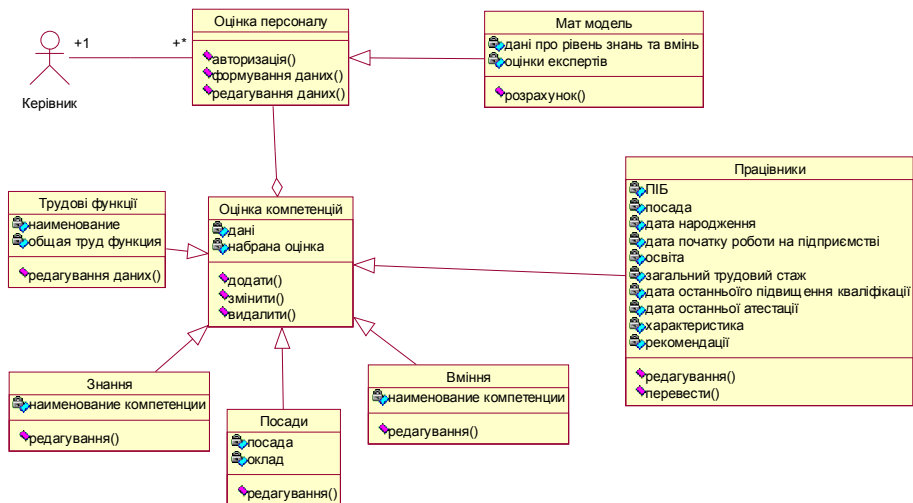 Оцінка персоналу
авторизація()
формування даних()
редагування даних()
+1
+*
Керівник
Мат модель
дані про рівень знань та вмінь
оцінки експертів
розрахунок()
Трудові функції
наименование
общая труд функция
редагування даних()
Оцінка компетенцій
дані
набрана оцінка
додати()
змінити()
видалити()
Працівники
ПІБ
посада
дата народження
дата початку роботи на підприємстві
освіта
загальний трудовий стаж
дата останньїго підвищення кваліфікації
дата останньої атестації
характеристика
рекомендації
редагування()
перевести()
Знання
наименование компетенции
редагування()
Посади
посада
оклад
редагування()
Вміння
наименование компетенции
редагування()